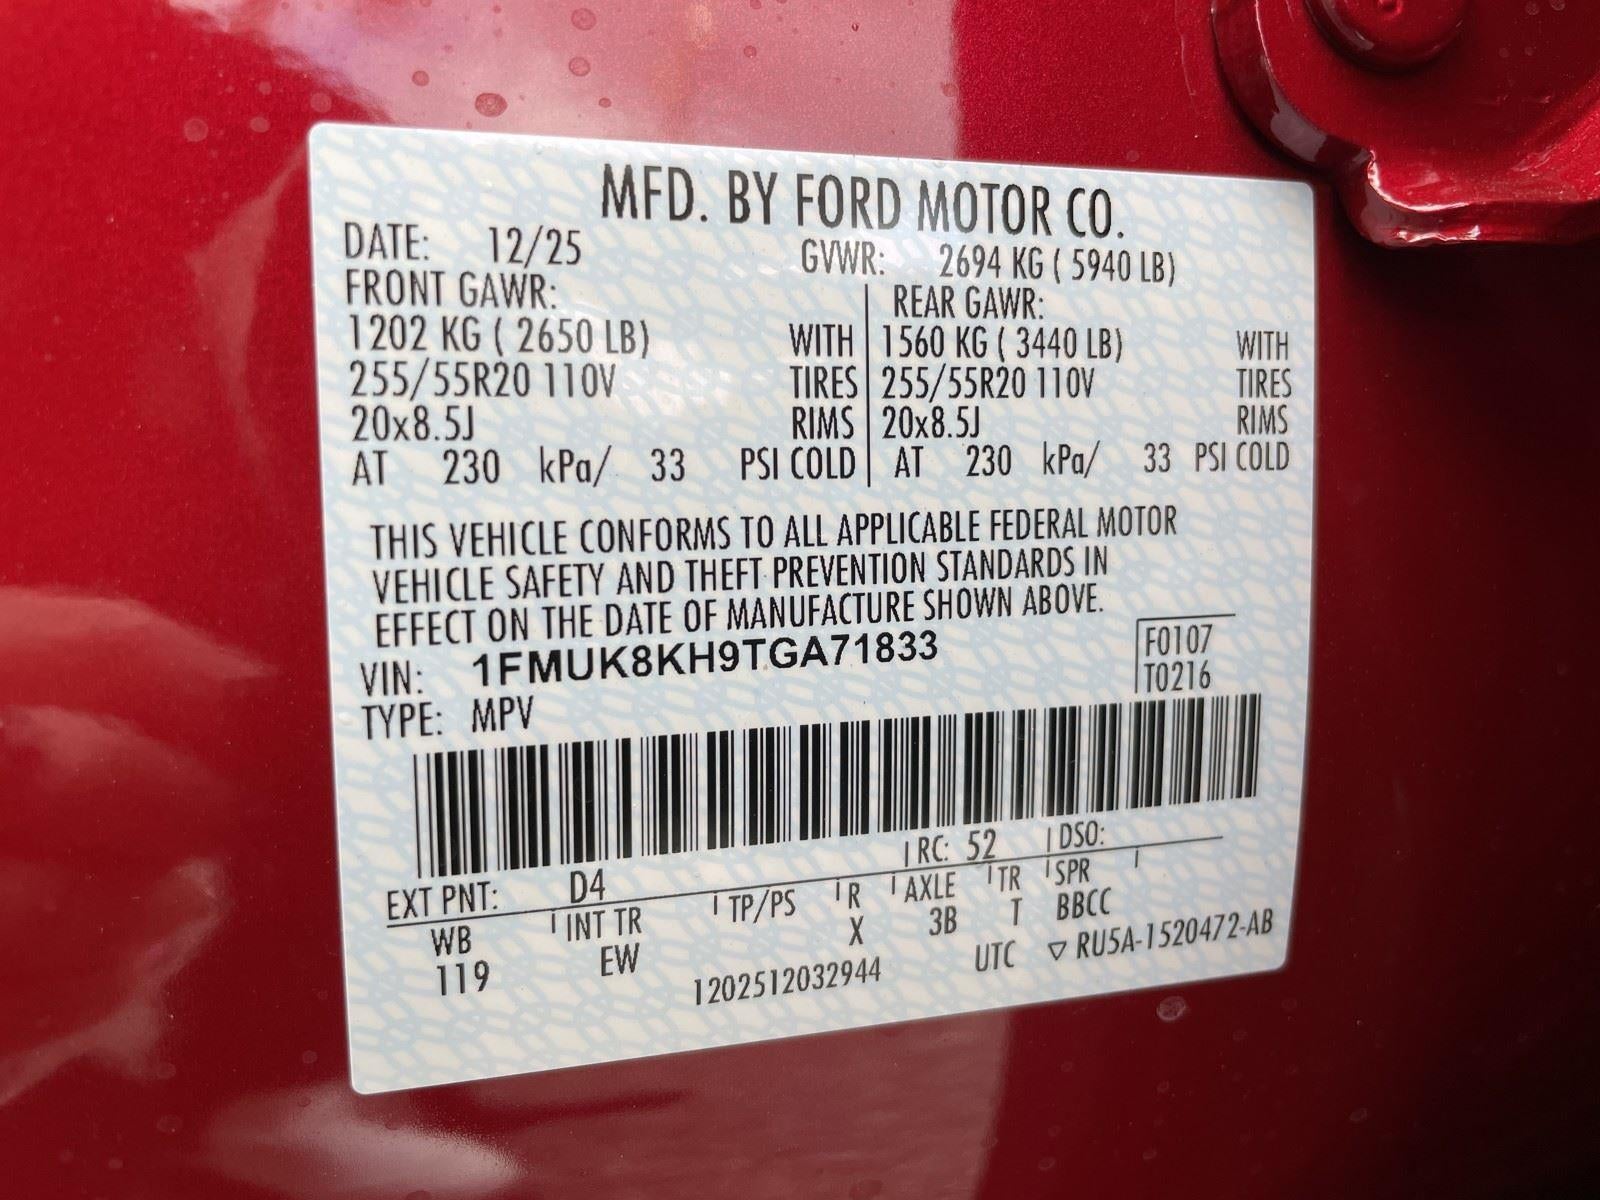 MFD. BY FORD MOTOR CO.
DATE: 12/25 GVWR: 2694 KG ( 5940 LB)
FRONT GAWR: REAR GAWR:
1202 KG ( 2650 LB) WITH 1560 KG ( 3440 LB) WITH
255/55R20 110V TIRES 255/55R20 110V TIRES
20x8.5J RIMS 20x8.5J RIMS
AT 230 kPa/ 33 PSI COLD AT 230 kPa/ 33 PSI COLD
THIS VEHICLE CONFORMS TO ALL APPLICABLE FEDERAL MOTOR
VEHICLE SAFETY AND THEFT PREVENTION STANDARDS IN
EFFECT ON THE DATE OF MANUFACTURE SHOWN ABOVE.
VIN: 1FMUK8KH9TGA71833 F0107
TYPE: MPV T0216
EXT PNT: D4 RC: 52 DSO:
WB INT TR TP/PS R AXLE TR SPR
119 EW X 3B T BBCC
1202512032944 UTC ▽ RU5A-1520472-AB